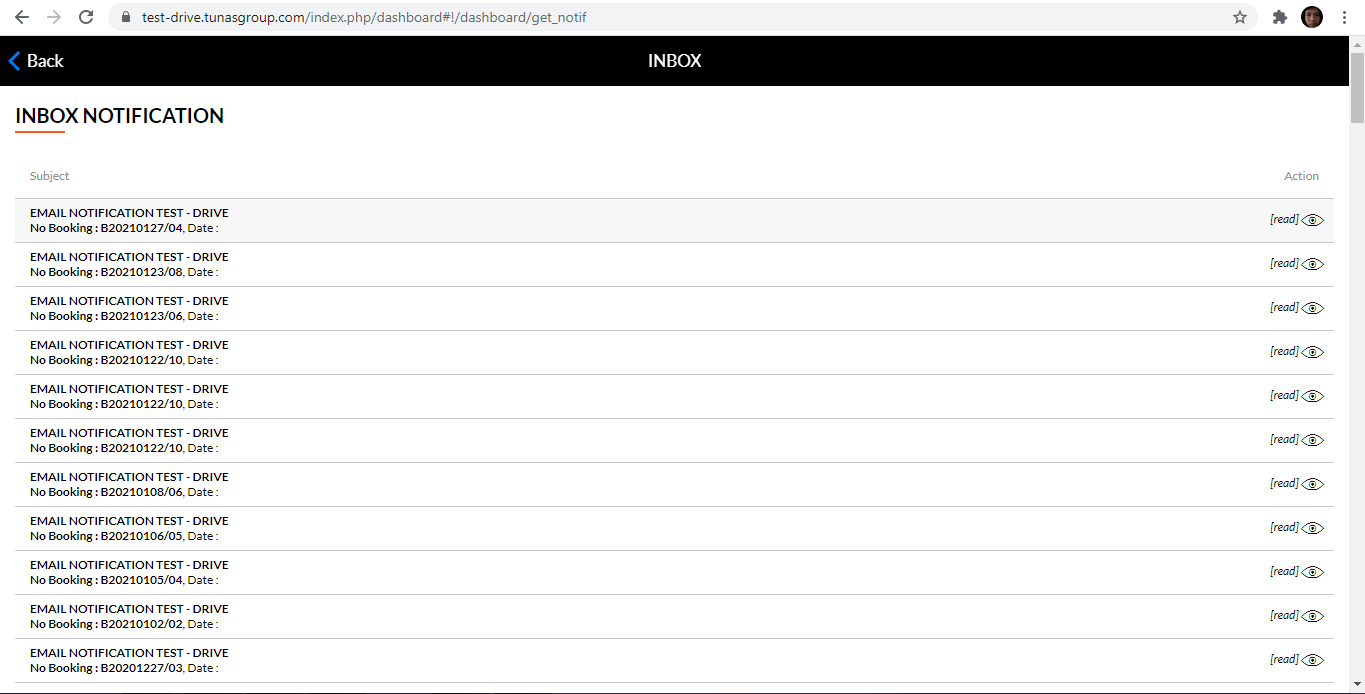 test-drive.tunasgroup.com/index.php/dashboard#!/dashboard/get_notif
Back
INBOX
INBOX NOTIFICATION
Subject
Action
EMAIL NOTIFICATION TEST - DRIVE
No Booking : B20210127/04, Date :
[read]
EMAIL NOTIFICATION TEST - DRIVE
No Booking : B20210123/08, Date :
[read]
EMAIL NOTIFICATION TEST - DRIVE
No Booking : B20210123/06, Date :
[read]
EMAIL NOTIFICATION TEST - DRIVE
No Booking : B20210122/10, Date :
[read]
EMAIL NOTIFICATION TEST - DRIVE
No Booking : B20210122/10, Date :
[read]
EMAIL NOTIFICATION TEST - DRIVE
No Booking : B20210122/10, Date :
[read]
EMAIL NOTIFICATION TEST - DRIVE
No Booking : B20210108/06, Date :
[read]
EMAIL NOTIFICATION TEST - DRIVE
No Booking : B20210106/05, Date :
[read]
EMAIL NOTIFICATION TEST - DRIVE
No Booking : B20210105/04, Date :
[read]
EMAIL NOTIFICATION TEST - DRIVE
No Booking : B20210102/02, Date :
[read]
EMAIL NOTIFICATION TEST - DRIVE
No Booking : B20201227/03, Date :
[read]